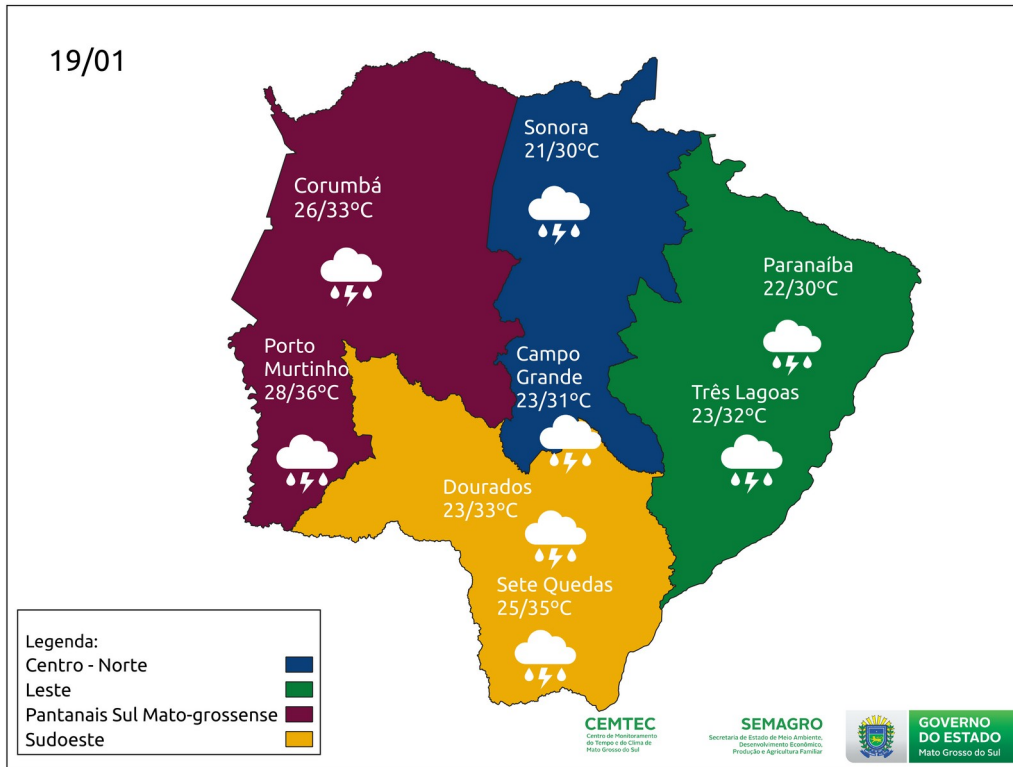 19/01
Sonora
21/30ºC
Corumbá
26/33ºC
Paranaíba
22/30ºC
Porto
Murtinho
28/36ºC
Campo
Grande
23/31ºC
Três Lagoas
23/32ºC
Dourados
23/33ºC
Sete Quedas
25/35ºC
Legenda:
Centro - Norte
Leste
Pantanais Sul Mato-grossense
Sudoeste
CEMTEC
Centro de Monitoramento
do Tempo e do Clima de
Mato Grosso do Sul
SEMAGRO
Secretaria de Estado de Meio Ambiente,
Desenvolvimento Econômico,
Produção e Agricultura Familiar
GOVERNO
DO ESTADO
Mato Grosso do Sul